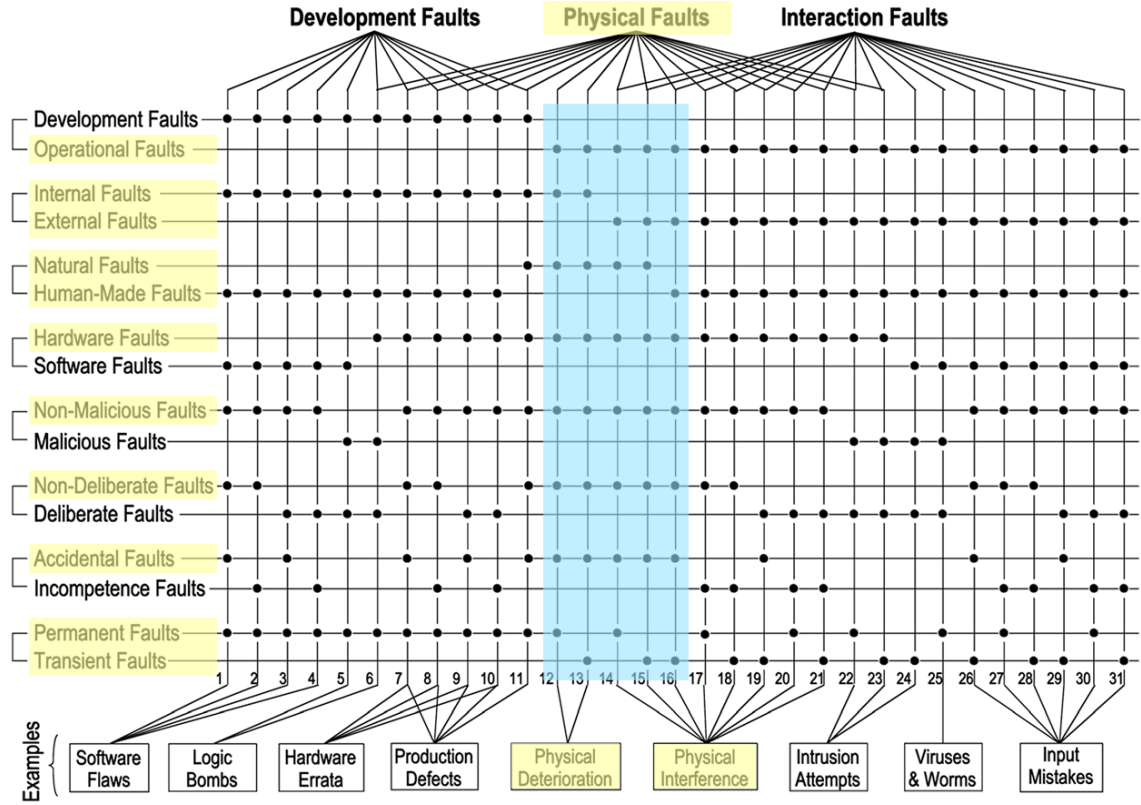 Development Faults Physical Faults Interaction Faults
Development Faults
Operational Faults
Internal Faults
External Faults
Natural Faults
Human-Made Faults
Hardware Faults
Software Faults
Non-Malicious Faults
Malicious Faults
Non-Deliberate Faults
Deliberate Faults
Accidental Faults
Incompetence Faults
Permanent Faults
Transient Faults
1 2 3 4 5 6 7 8 9 10 11 12 13 14 15 16 17 18 19 20 21 22 23 24 25 26 27 28 29 30 31
Examples
Software
Flaws
Logic
Bombs
Hardware
Errata
Production
Defects
Physical
Deterioration
Physical
Interference
Intrusion
Attempts
Viruses
& Worms
Input
Mistakes